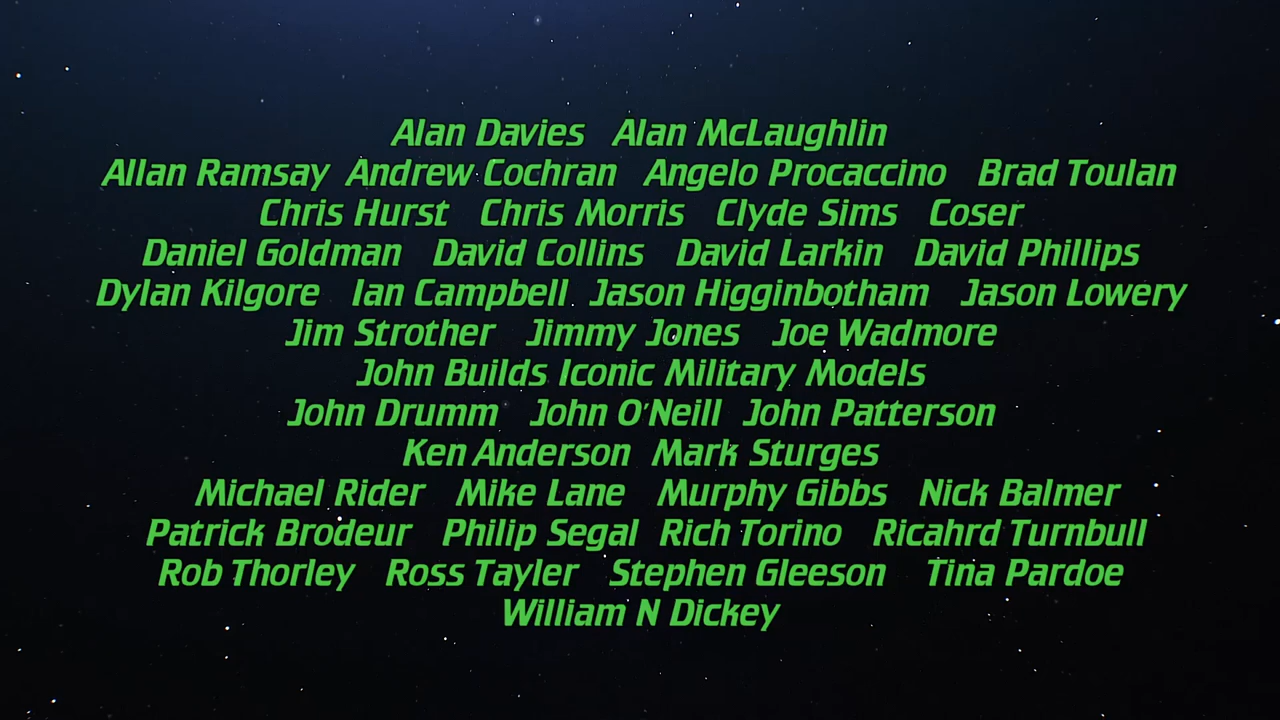 Alan Davies Alan McLaughlin
Allan Ramsay Andrew Cochran Angelo Procaccino Brad Toulan
Chris Hurst Chris Morris Clyde Sims Coser
Daniel Goldman David Collins David Larkin David Phillips
Dylan Kilgore Ian Campbell Jason Higginbotham Jason Lowery
Jim Strother Jimmy Jones Joe Wadmore
John Builds Iconic Military Models
John Drumm John O'Neill John Patterson
Ken Anderson Mark Sturges
Michael Rider Mike Lane Murphy Gibbs Nick Balmer
Patrick Brodeur Philip Segal Rich Torino Ricahrd Turnbull
Rob Thorley Ross Tayler Stephen Gleeson Tina Pardoe
William N Dickey